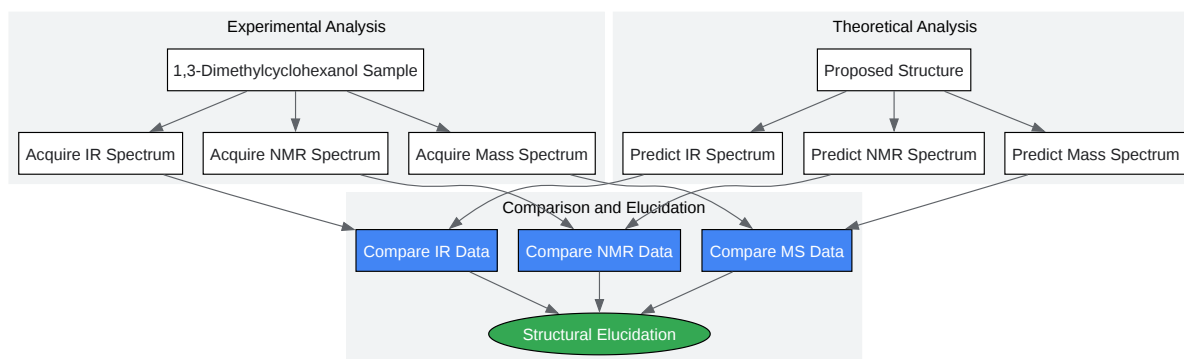 Experimental Analysis
Theoretical Analysis
1,3-Dimethylcyclohexanol Sample
Proposed Structure
Acquire IR Spectrum
Acquire NMR Spectrum
Acquire Mass Spectrum
Predict IR Spectrum
Predict NMR Spectrum
Predict Mass Spectrum
Comparison and Elucidation
Compare IR Data
Compare NMR Data
Compare MS Data
Structural Elucidation